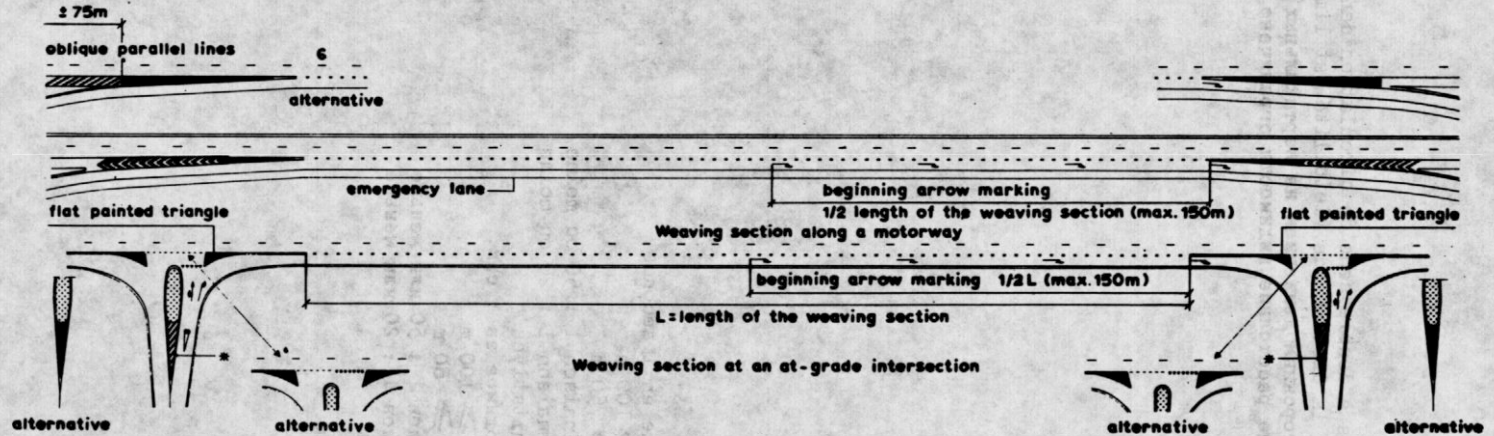 ± 75m
oblique parallel lines
6
alternative
emergency lane
beginning arrow marking
1/2 length of the weaving section (max. 150m)
flat painted triangle
flat painted triangle
Weaving section along a motorway
beginning arrow marking 1/2 L (max. 150m)
L = length of the weaving section
*
*
Weaving section at an at-grade intersection
alternative
alternative
alternative
alternative